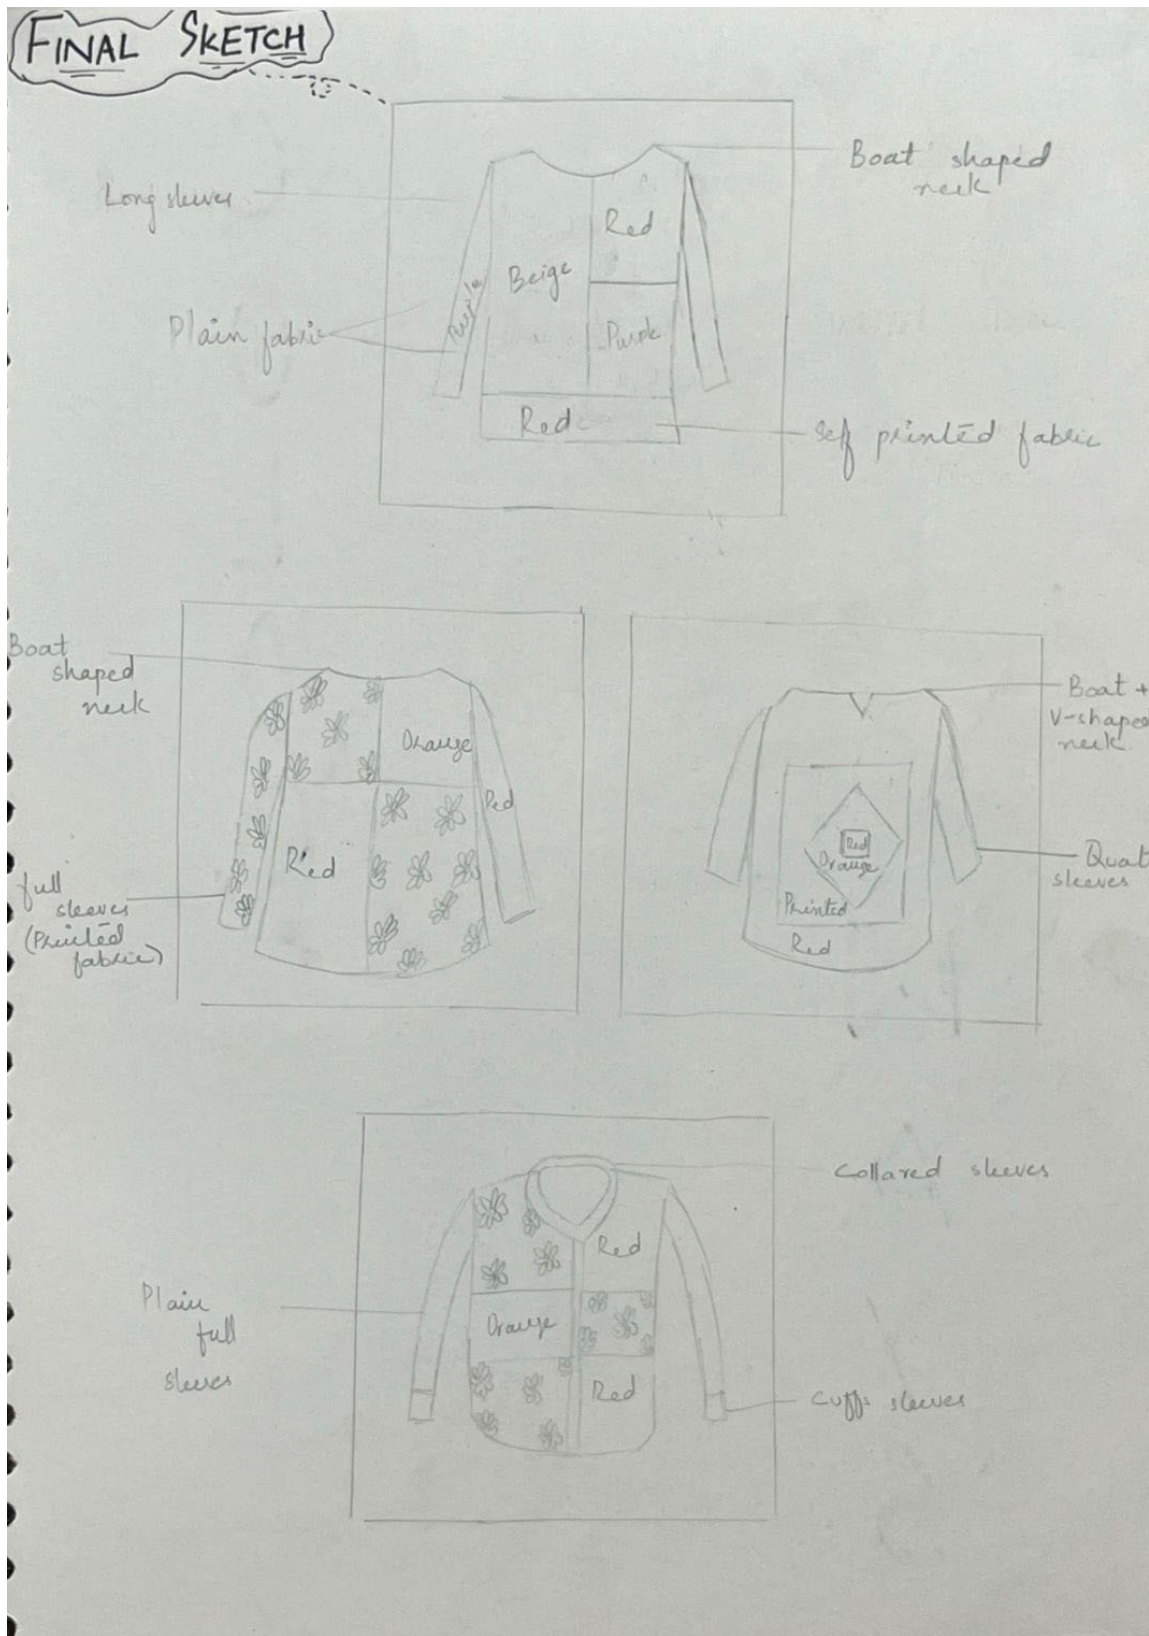 FINAL SKETCH
Long sleeves
Boat shaped
neck
Red
Beige
Purple
Plain fabric
Purple
Red
Self printed fabric
Boat
shaped
neck
Orange
Red
Red
full
sleeves
(Printed
fabric)
Boat +
V-shaped
neck
Red
Orange
Printed
Red
Quat
sleeves
Collared sleeves
Red
Plain
full
sleeves
Orange
Red
Cuffs sleeves